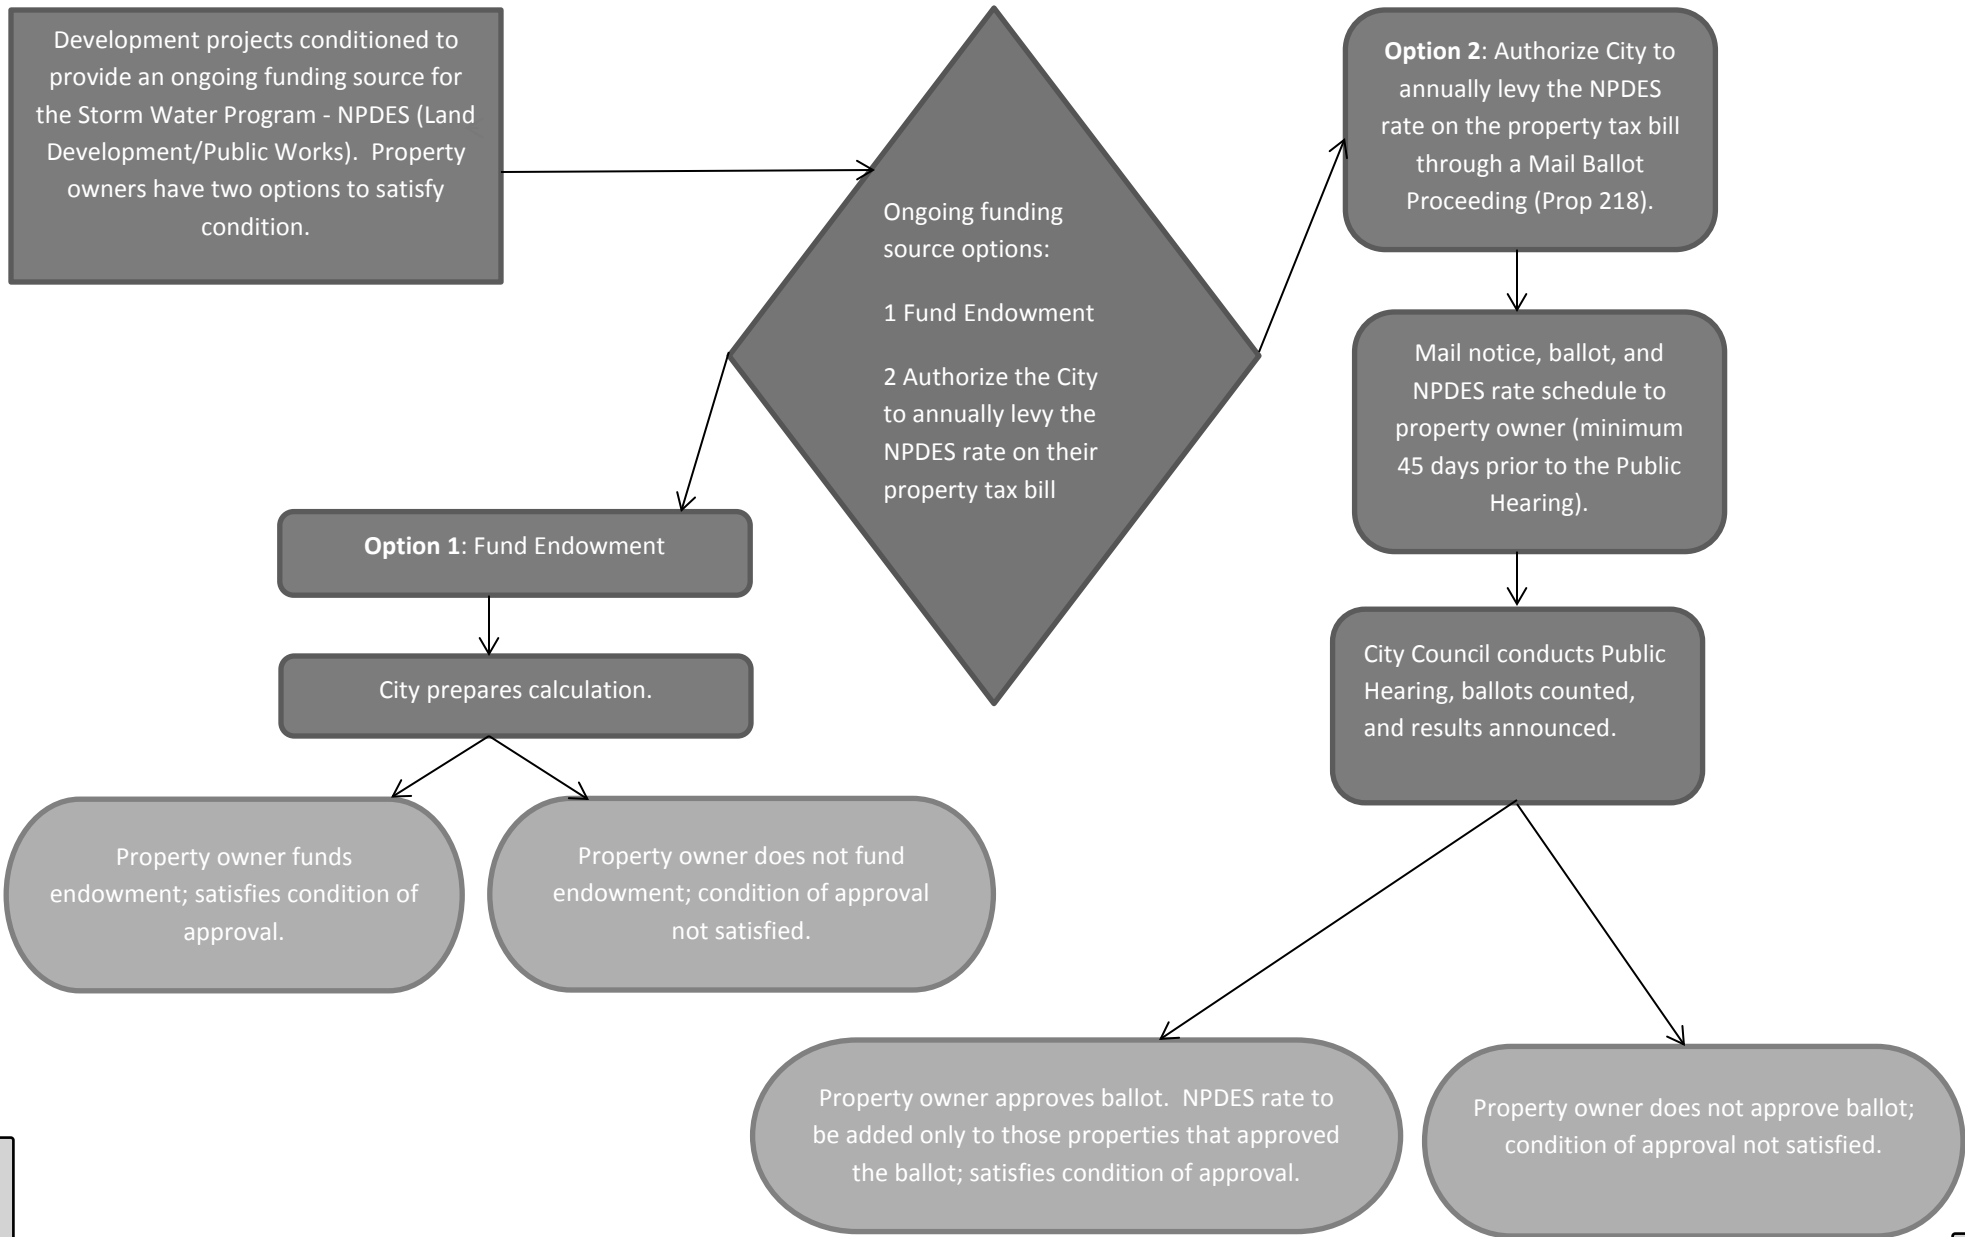 Development projects conditioned to
provide an ongoing funding source for
the Storm Water Program - NPDES (Land
Development/Public Works).  Property
owners have two options to satisfy
condition.
Ongoing funding
source options:
1 Fund Endowment
2 Authorize the City
to annually levy the
NPDES rate on their
property tax bill
Option 1: Fund Endowment
City prepares calculation.
Property owner funds
endowment; satisfies condition of
approval.
Property owner does not fund
endowment; condition of approval
not satisfied.
Option 2: Authorize City to
annually levy the NPDES
rate on the property tax bill
through a Mail Ballot
Proceeding (Prop 218).
Mail notice, ballot, and
NPDES rate schedule to
property owner (minimum
45 days prior to the Public
Hearing).
City Council conducts Public
Hearing, ballots counted,
and results announced.
Property owner approves ballot.  NPDES rate to
be added only to those properties that approved
the ballot; satisfies condition of approval.
Property owner does not approve ballot;
condition of approval not satisfied.